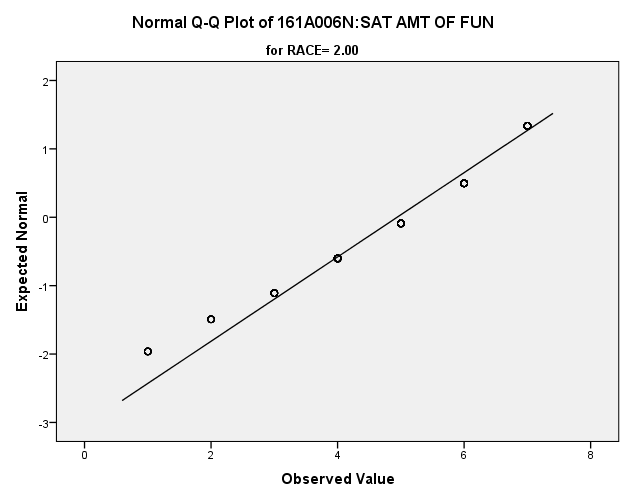 Normal Q-Q Plot of 161A006N:SAT AMT OF FUN
for RACE= 2.00
Expected Normal
2
1
0
-1
-2
-3
0 2 4 6 8
Observed Value